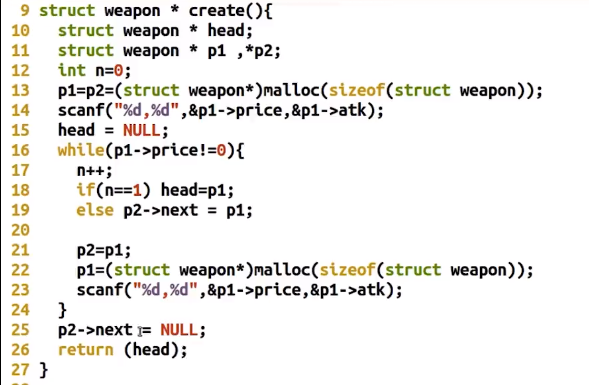 9 struct weapon * create(){
10 struct weapon * head;
11 struct weapon * p1 ,*p2;
12 int n=0;
13 p1=p2=(struct weapon*)malloc(sizeof(struct weapon));
14 scanf("%d,%d",&p1->price,&p1->atk);
15 head = NULL;
16 while(p1->price!=0){
17 n++;
18 if(n==1) head=p1;
19 else p2->next = p1;
20
21 p2=p1;
22 p1=(struct weapon*)malloc(sizeof(struct weapon));
23 scanf("%d,%d",&p1->price,&p1->atk);
24 }
25 p2->next = NULL;
26 return (head);
27 }